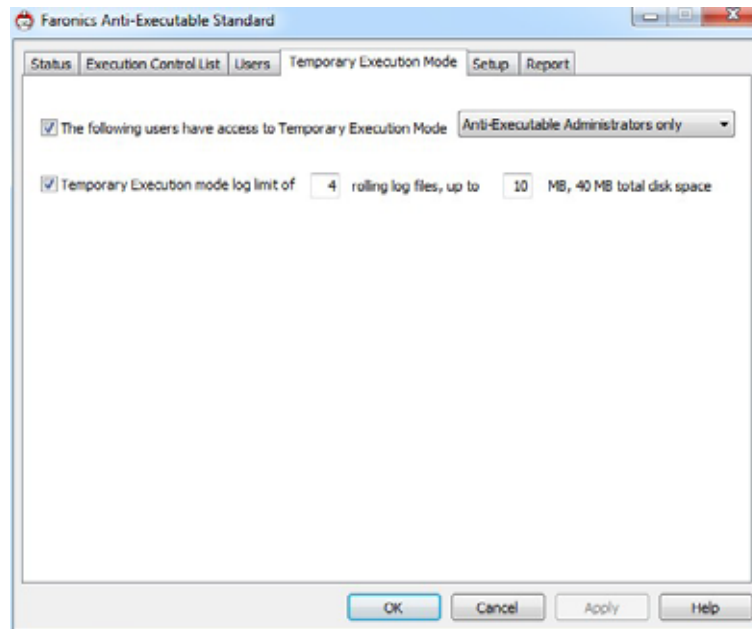 Faronics Anti-Executable Standard
Status Execution Control List Users Temporary Execution Mode Setup Report
The following users have access to Temporary Execution Mode Anti-Executable Administrators only
Temporary Execution mode log limit of 4 rolling log files, up to 10 MB, 40 MB total disk space
OK Cancel Apply Help